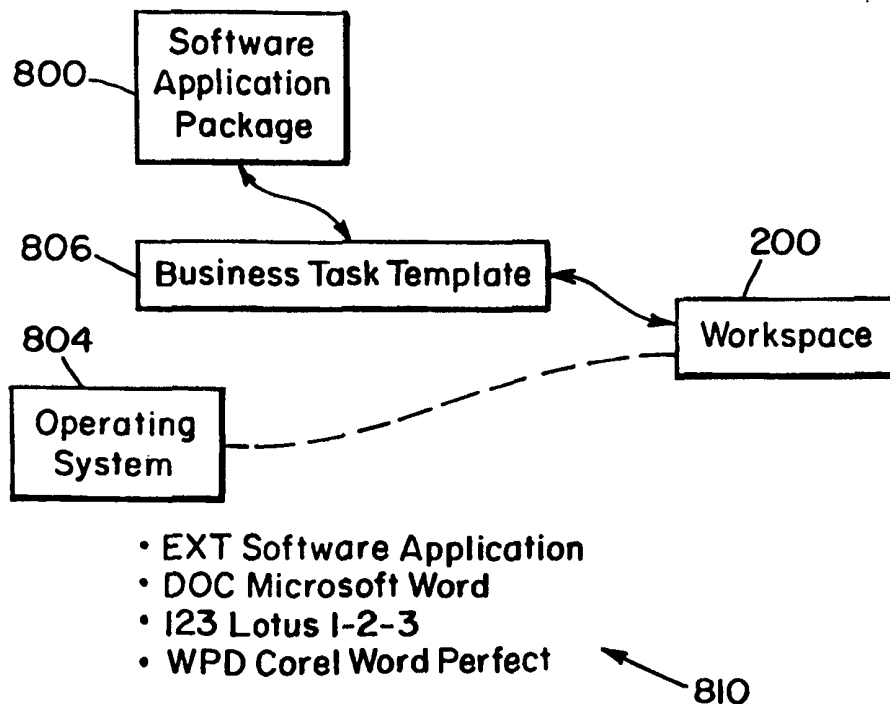 Software
Application
Package
800
806
Business Task Template
200
Workspace
804
Operating
System
• EXT Software Application
• DOC Microsoft Word
• 123 Lotus 1-2-3
• WPD Corel Word Perfect
810